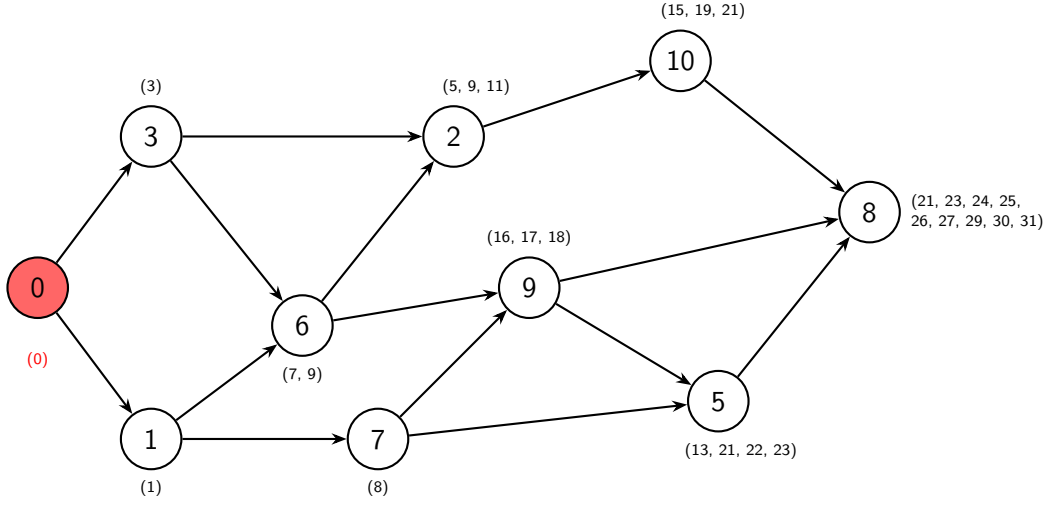 (15, 19, 21)
10
(3)
(5, 9, 11)
3
2
(21, 23, 24, 25,
26, 27, 29, 30, 31)
8
(16, 17, 18)
0
9
(0)
6
(7, 9)
5
(13, 21, 22, 23)
1
7
(1)
(8)